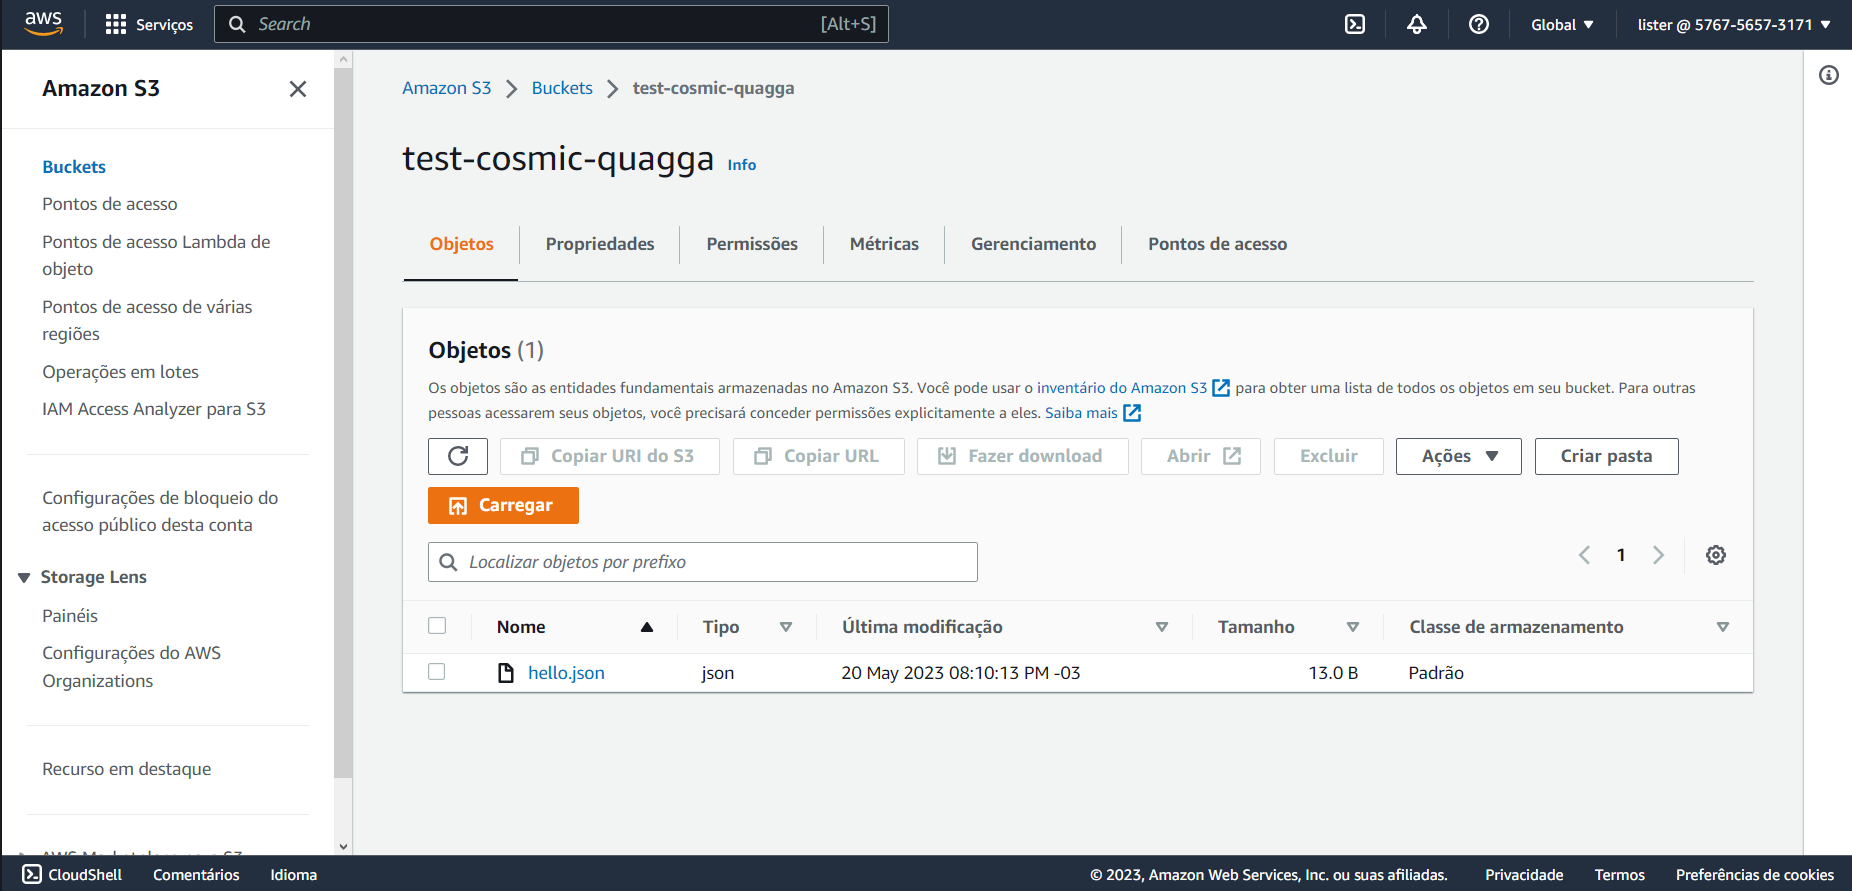 aws
Serviços
Search
[Alt+S]
Global
lister @ 5767-5657-3171
Amazon S3
Buckets
Pontos de acesso
Pontos de acesso Lambda de
objeto
Pontos de acesso de várias
regiões
Operações em lotes
IAM Access Analyzer para S3
Configurações de bloqueio do
acesso público desta conta
Storage Lens
Painéis
Configurações do AWS
Organizations
Recurso em destaque
Amazon S3 Buckets test-cosmic-quagga
test-cosmic-quagga Info
Objetos Propriedades Permissões Métricas Gerenciamento Pontos de acesso
Objetos (1)
Os objetos são as entidades fundamentais armazenadas no Amazon S3. Você pode usar o inventário do Amazon S3 para obter uma lista de todos os objetos em seu bucket. Para outras
pessoas acessarem seus objetos, você precisará conceder permissões explicitamente a eles. Saiba mais
Copiar URI do S3 Copiar URL Fazer download Abrir Excluir Ações Criar pasta
Carregar
Localizar objetos por prefixo
1
Nome Tipo Última modificação Tamanho Classe de armazenamento
hello.json json 20 May 2023 08:10:13 PM -03 13.0 B Padrão
CloudShell Comentários Idioma © 2023, Amazon Web Services, Inc. ou suas afiliadas. Privacidade Termos Preferências de cookies